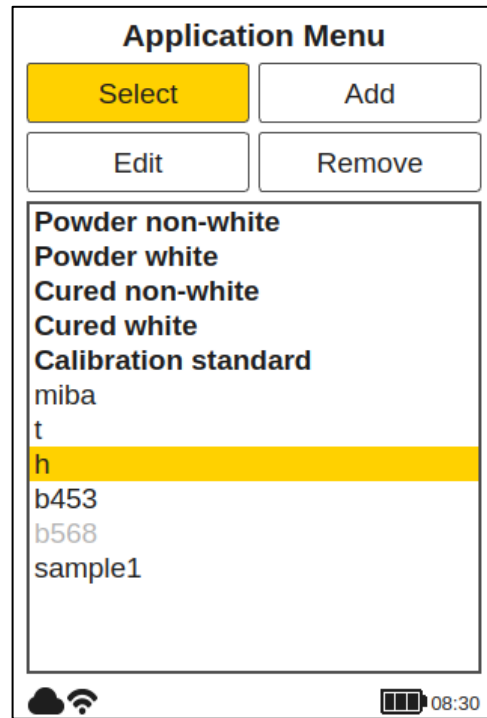 Application Menu
Select Add
Edit Remove
Powder non-white
Powder white
Cured non-white
Cured white
Calibration standard
miba
t
h
b453
b568
sample1
08:30